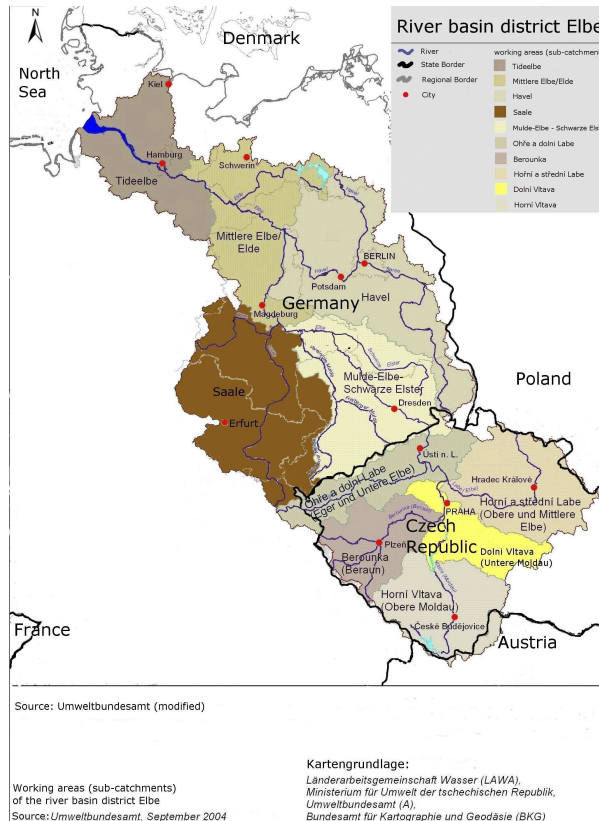 N
Denmark
North
Sea
River basin district Elbe
River
State Border
Regional Border
City
working areas (sub-catchments)
Tideelbe
Mittlere Elbe/Elde
Havel
Saale
Mulde-Elbe - Schwarze Elst
Ohře a dolní Labe
Berounka
Horňí a střední Labe
Dolní Vltava
Horní Vltava
Kiel
Hamburg
Schwerin
Tideelbe
Mittlere Elbe/
Elde
BERLIN
Potsdam
Germany
Havel
Magdeburg
Saale
Erfurt
Mulde-Elbe-
Schwarze Elster
Dresden
Poland
Usti n. L.
Ohře a dolní Labe
(Eger und Untere Elbe)
Hradec Králové
Horní a střední Labe
(Obere und Mittlere
Elbe)
PRAHA
Czech
Republic
Plzeň
Berounka
(Beraun)
Dolní Vltava
(Untere Moldau)
Horní Vltava
(Obere Moldau)
České Budějovice
France
Austria
Source: Umweltbundesamt (modified)
Working areas (sub-catchments)
of the river basin district Elbe
Source: Umweltbundesamt, September 2004
Kartengrundlage:
Länderarbeitsgemeinschaft Wasser (LAWA),
Ministerium für Umwelt der tschechischen Republik,
Umweltbundesamt (A),
Bundesamt für Kartographie und Geodäsie (BKG)